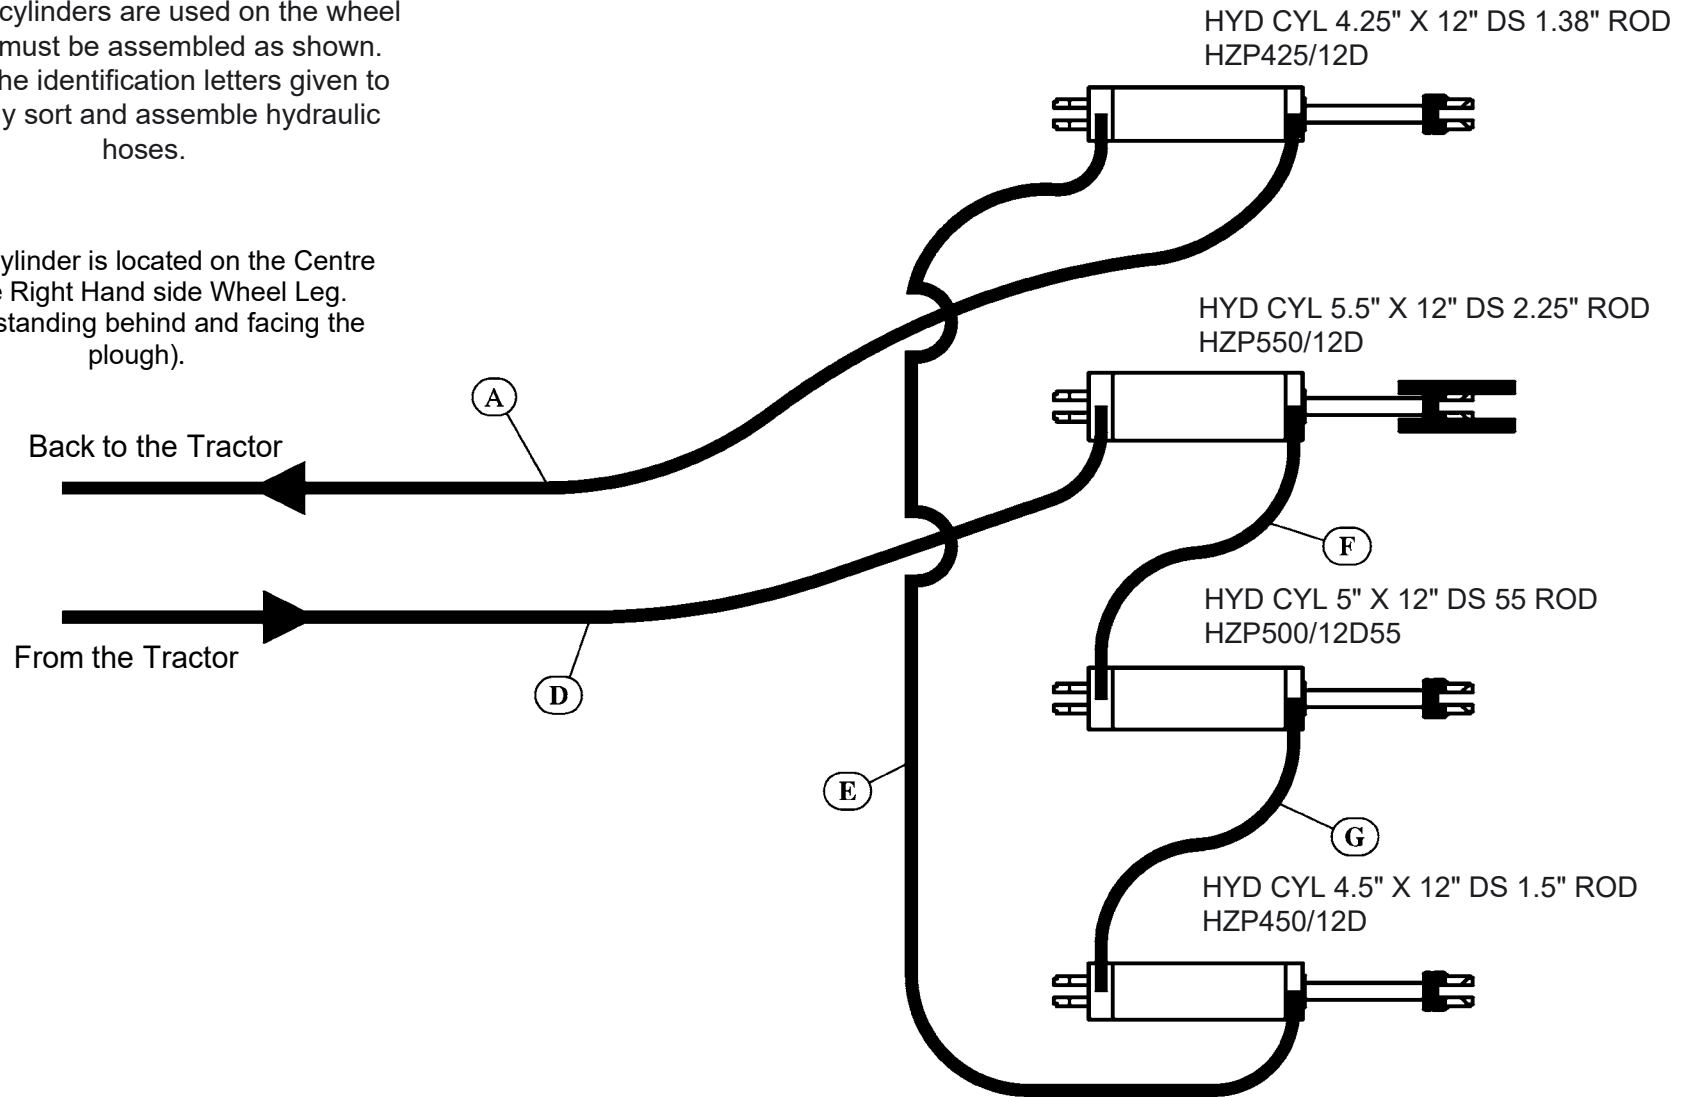 cylinders are used on the wheel
must be assembled as shown.
he identification letters given to
y sort and assemble hydraulic
hoses.
ylinder is located on the Centre
e Right Hand side Wheel Leg.
standing behind and facing the
plough).
HYD CYL 4.25" X 12" DS 1.38" ROD
HZP425/12D
HYD CYL 5.5" X 12" DS 2.25" ROD
HZP550/12D
A
Back to the Tractor
F
HYD CYL 5" X 12" DS 55 ROD
HZP500/12D55
From the Tractor
D
E
G
HYD CYL 4.5" X 12" DS 1.5" ROD
HZP450/12D